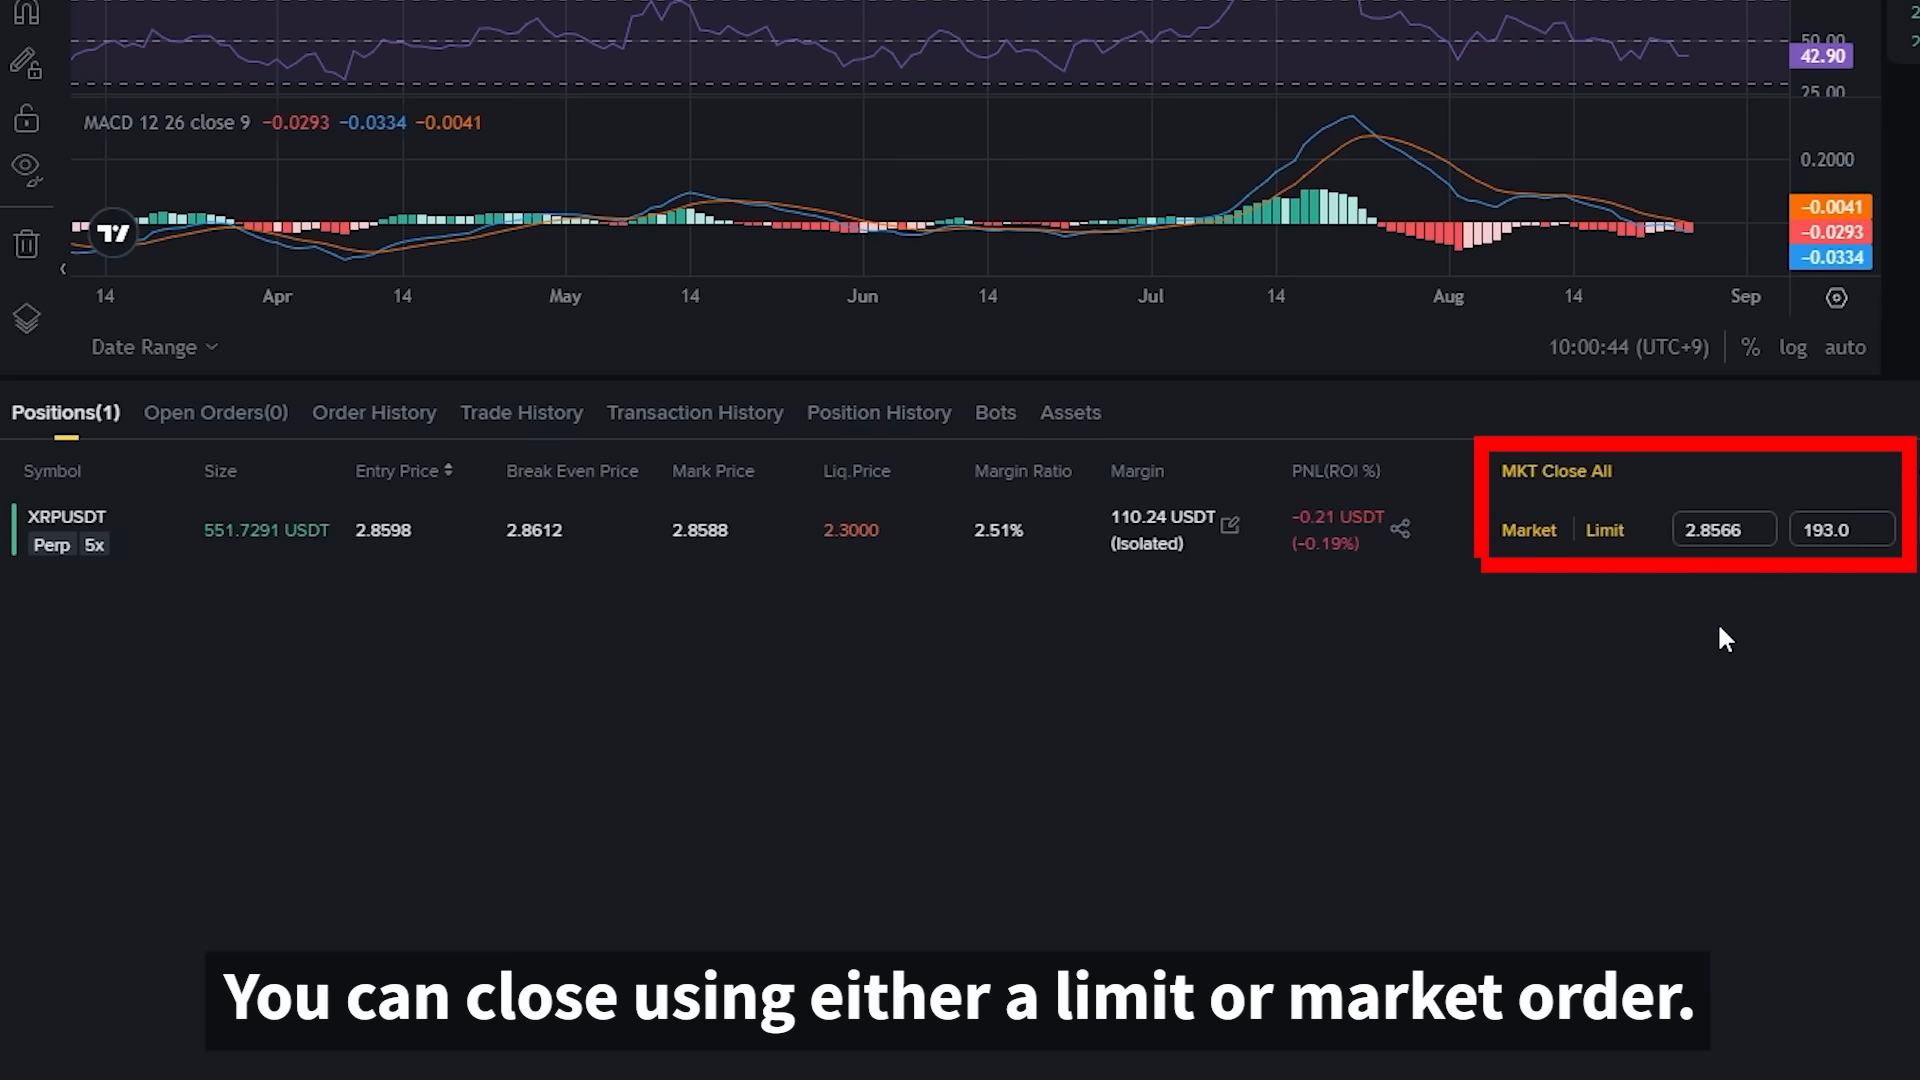 2
50.00
2
42.90
25.00
MACD 12 26 close 9 −0.0293 −0.0334 −0.0041
0.2000
−0.0041
−0.0293
−0.0334
14 Apr 14 May 14 Jun 14 Jul 14 Aug 14 Sep
Date Range
10:00:44 (UTC+9) % log auto
Positions(1) Open Orders(0) Order History Trade History Transaction History Position History Bots Assets
Symbol Size Entry Price Break Even Price Mark Price Liq.Price Margin Ratio Margin PNL(ROI %) MKT Close All
XRPUSDT 551.7291 USDT 2.8598 2.8612 2.8588 2.3000 2.51% 110.24 USDT −0.21 USDT Market Limit 2.8566 193.0
Perp 5x (Isolated) (−0.19%)
You can close using either a limit or market order.